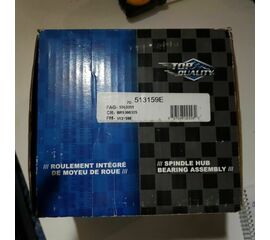 TOP
QUALITY
513159E
/// ROULEMENT INTÉGRÉ
DE MOYEU DE ROUE ///
/// SPINDLE HUB
BEARING ASSEMBLY ///